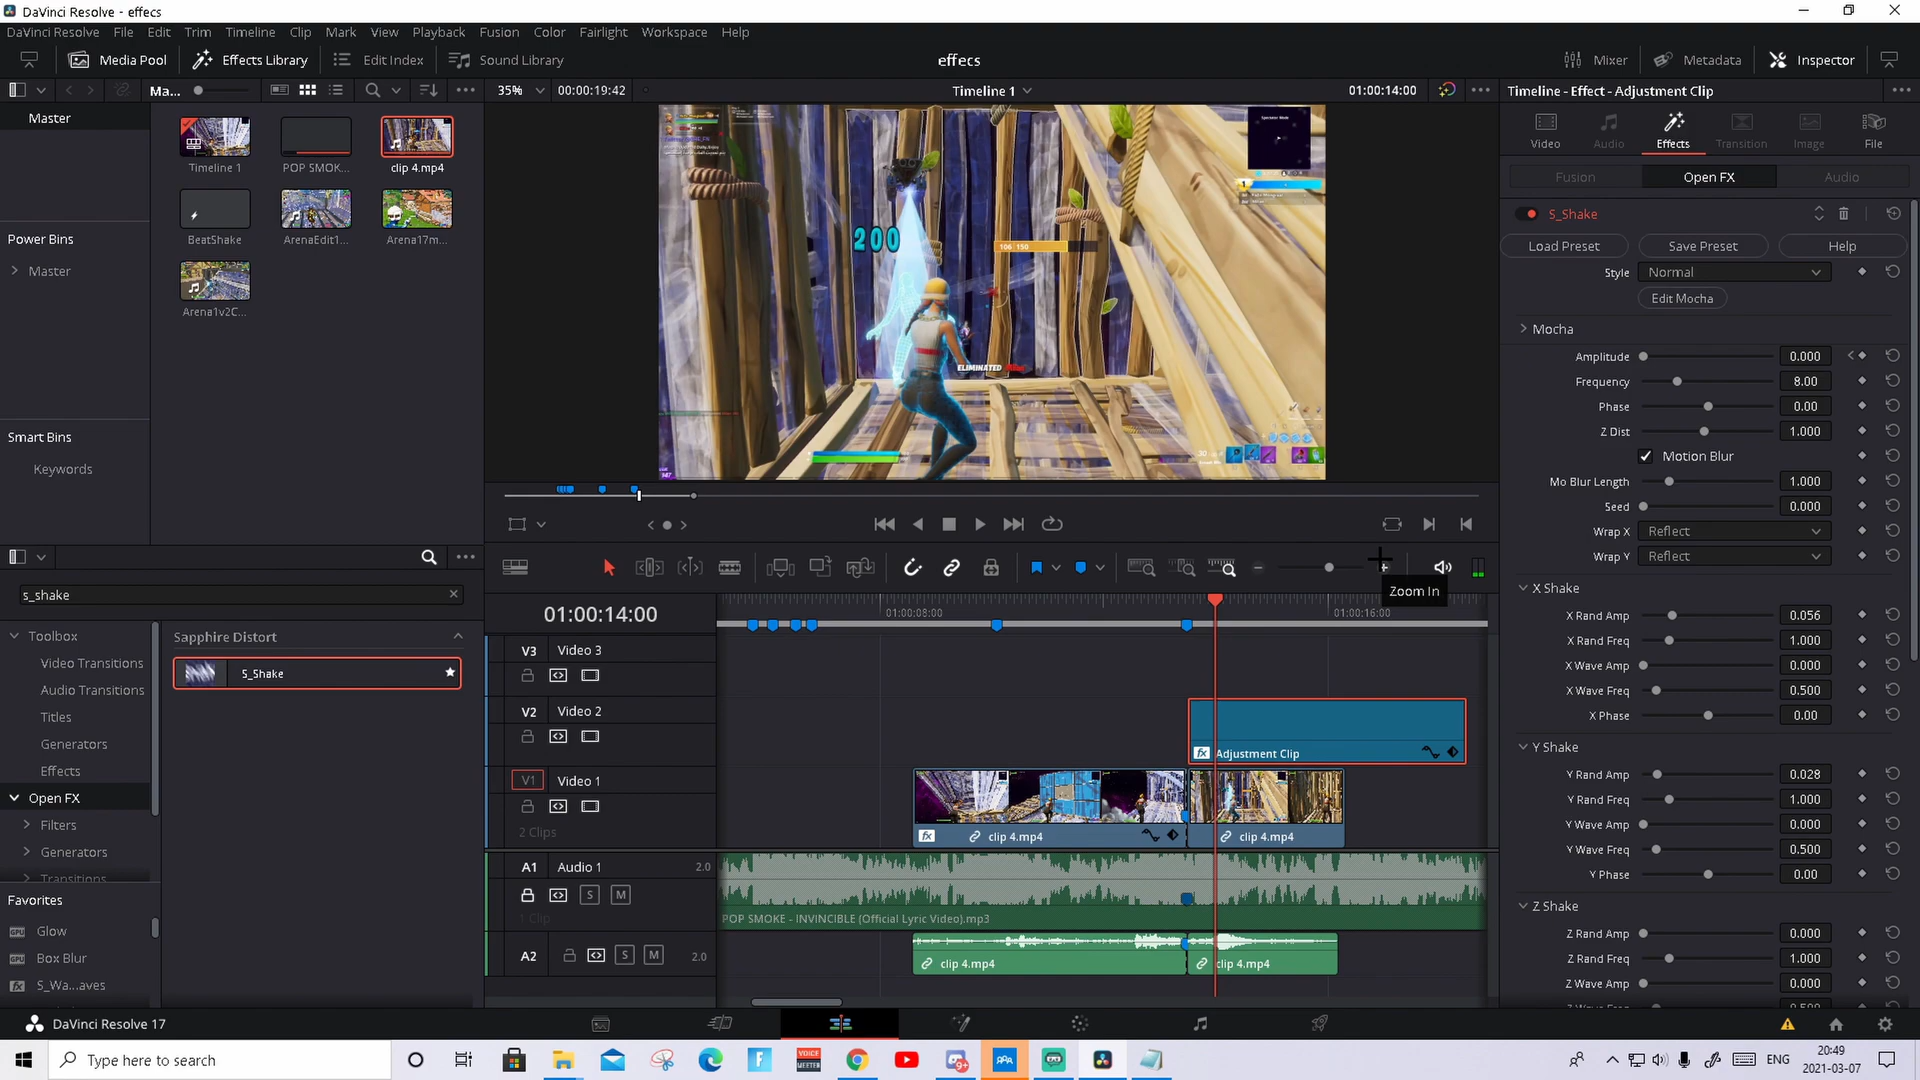 DaVinci Resolve - effecs
DaVinci Resolve File Edit Trim Timeline Clip Mark View Playback Fusion Color Fairlight Workspace Help
Media Pool Effects Library Edit Index Sound Library effecs Mixer Metadata Inspector
Ma... 35% 00:00:19:42 Timeline 1 01:00:14:00 Timeline - Effect - Adjustment Clip
Master
Timeline 1 POP SMOK... clip 4.mp4
BeatShake ArenaEdit1... Arena17m...
Arena1v2C...
Power Bins
Master
Smart Bins
Keywords
Spectator Mode
200
106 150
ELIMINATED
Video Audio Effects Transition Image File
Fusion Open FX Audio
S_Shake
Load Preset Save Preset Help
Style Normal
Edit Mocha
Mocha
Amplitude 0.000
Frequency 8.00
Phase 0.00
Z Dist 1.000
Motion Blur
Mo Blur Length 1.000
Seed 0.000
Wrap X Reflect
Wrap Y Reflect
X Shake
X Rand Amp 0.056
X Rand Freq 1.000
X Wave Amp 0.000
X Wave Freq 0.500
X Phase 0.00
Y Shake
Y Rand Amp 0.028
Y Rand Freq 1.000
Y Wave Amp 0.000
Y Wave Freq 0.500
Y Phase 0.00
Z Shake
Z Rand Amp 0.000
Z Rand Freq 1.000
Z Wave Amp 0.000
Zoom In
s_shake
Toolbox
Video Transitions
Audio Transitions
Titles
Generators
Effects
Open FX
Filters
Generators
Transitions
Favorites
Glow
Box Blur
S_Wa...aves
Sapphire Distort
S_Shake
01:00:14:00 01:00:08:00 01:00:16:00
V3 Video 3
V2 Video 2
Adjustment Clip
V1 Video 1
2 Clips
clip 4.mp4 clip 4.mp4
A1 Audio 1 2.0
S M
1 Clip
POP SMOKE - INVINCIBLE (Official Lyric Video).mp3
A2 S M 2.0
clip 4.mp4 clip 4.mp4
DaVinci Resolve 17
Type here to search
VOICE MEETER
9+
ENG
20:49
2021-03-07